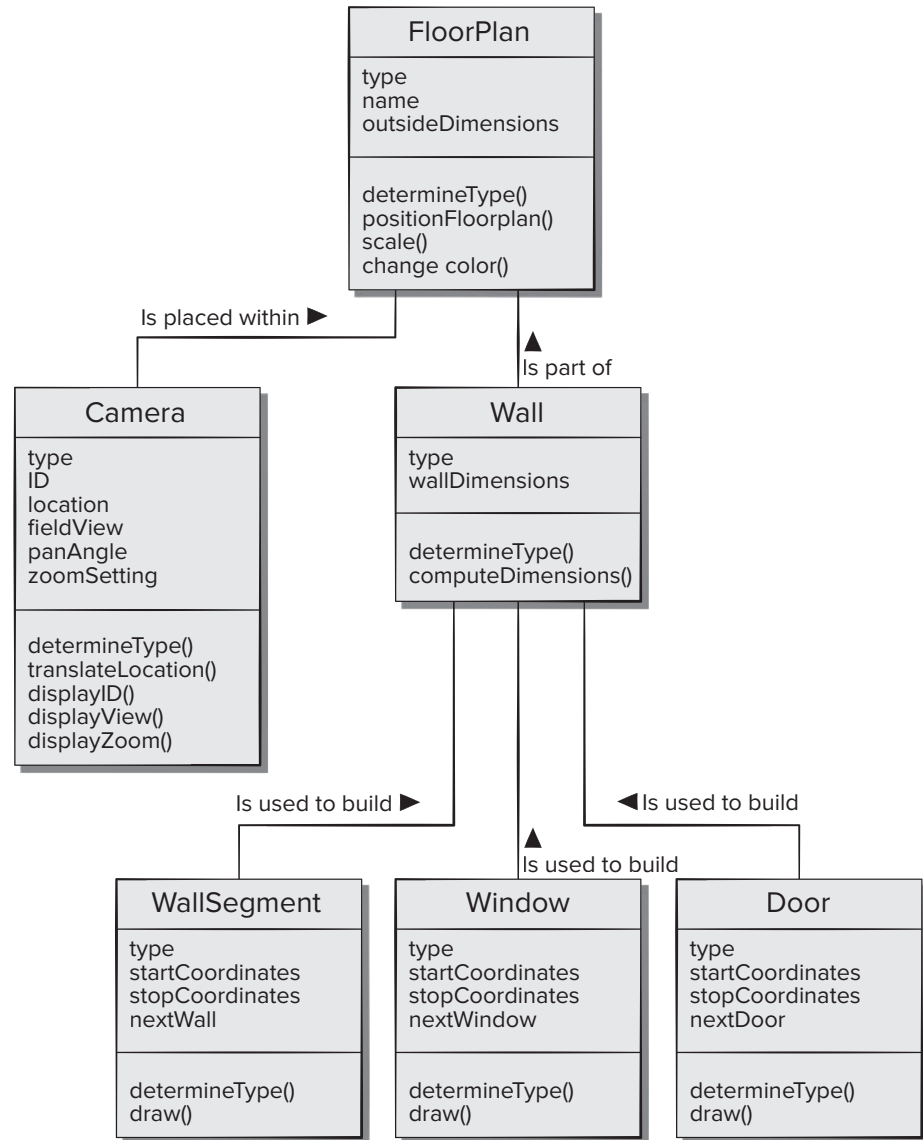 FloorPlan
type
name
outsideDimensions
determineType()
positionFloorplan()
scale()
change color()
Is placed within ▶
▲
Is part of
Camera
type
ID
location
fieldView
panAngle
zoomSetting
determineType()
translateLocation()
displayID()
displayView()
displayZoom()
Wall
type
wallDimensions
determineType()
computeDimensions()
Is used to build ▶
▲
Is used to build
◀ Is used to build
WallSegment
type
startCoordinates
stopCoordinates
nextWall
determineType()
draw()
Window
type
startCoordinates
stopCoordinates
nextWindow
determineType()
draw()
Door
type
startCoordinates
stopCoordinates
nextDoor
determineType()
draw()